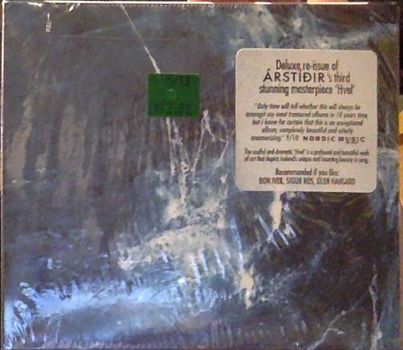 Deluxe re-issue of
ÁRSTÍÐIR's third
stunning masterpiece 'Hvel'
"Only time will tell whether this will always be
amongst my most treasured albums in 10 years time
but I know for certain that this is an exceptional
album, completely beautiful and utterly
mesmerizing." 9/10 NORDIC MUSIC
The soulful and dramatic "Hvel" is a profound and beautiful work
of art that depicts Iceland's unique and haunting beauty in song.
Recommended if you like:
BON IVER, SIGUR RÓS, GLEN HANSARD